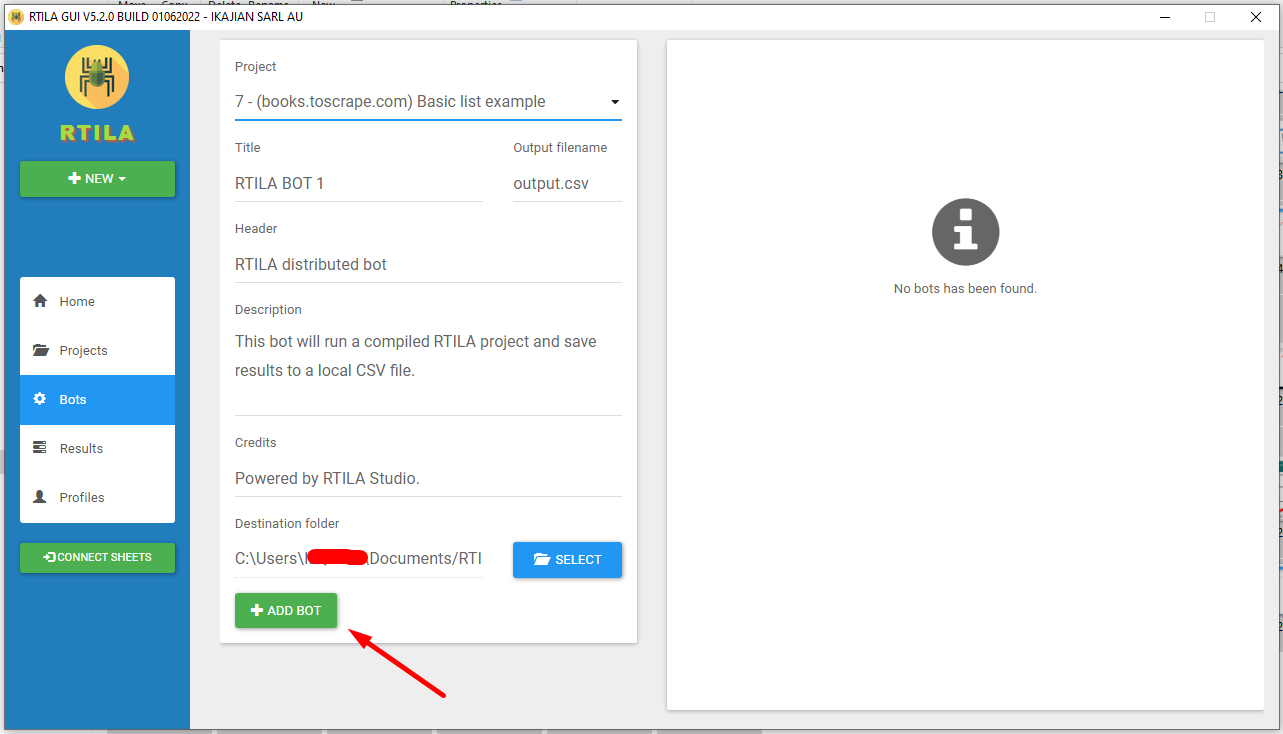 RTILA GUI V5.2.0 BUILD 01062022 - IKAJIAN SARL AU
RTILA
NEW
Home
Projects
Bots
Results
Profiles
CONNECT SHEETS
Project
7 - (books.toscrape.com) Basic list example
Title
Output filename
RTILA BOT 1
output.csv
Header
RTILA distributed bot
Description
This bot will run a compiled RTILA project and save
results to a local CSV file.
Credits
Powered by RTILA Studio.
Destination folder
C:\Users\ \Documents/RTI
SELECT
ADD BOT
No bots has been found.